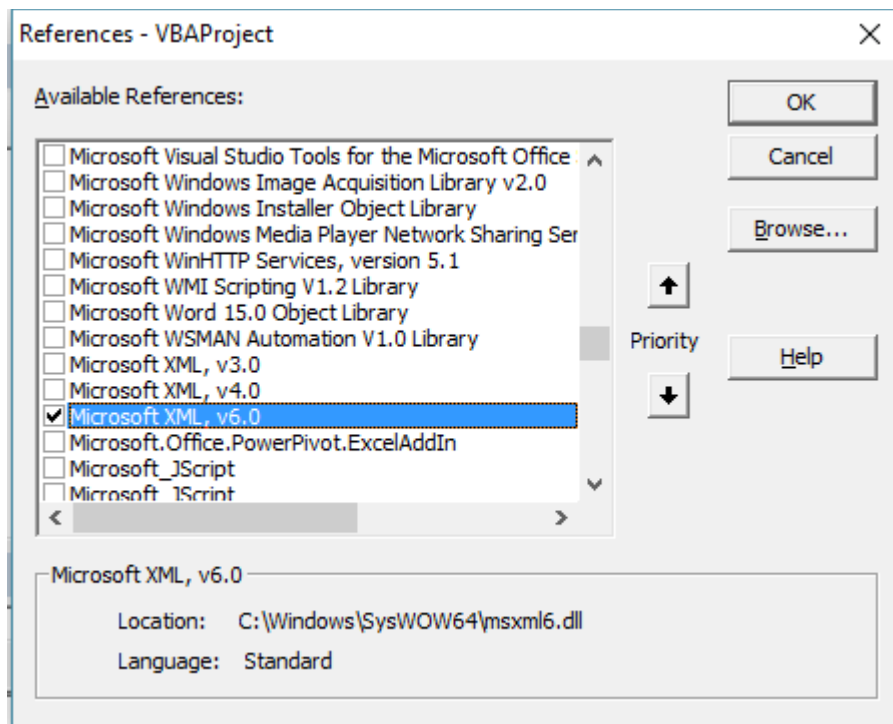 References - VBAProject
Available References:
OK
Cancel
Browse...
Priority
Help
Microsoft Visual Studio Tools for the Microsoft Office
Microsoft Windows Image Acquisition Library v2.0
Microsoft Windows Installer Object Library
Microsoft Windows Media Player Network Sharing Ser
Microsoft WinHTTP Services, version 5.1
Microsoft WMI Scripting V1.2 Library
Microsoft Word 15.0 Object Library
Microsoft WSMAN Automation V1.0 Library
Microsoft XML, v3.0
Microsoft XML, v4.0
Microsoft XML, v6.0
Microsoft.Office.PowerPivot.ExcelAddIn
Microsoft_JScript
Microsoft_JScript
Microsoft XML, v6.0
Location: C:\Windows\SysWOW64\msxml6.dll
Language: Standard